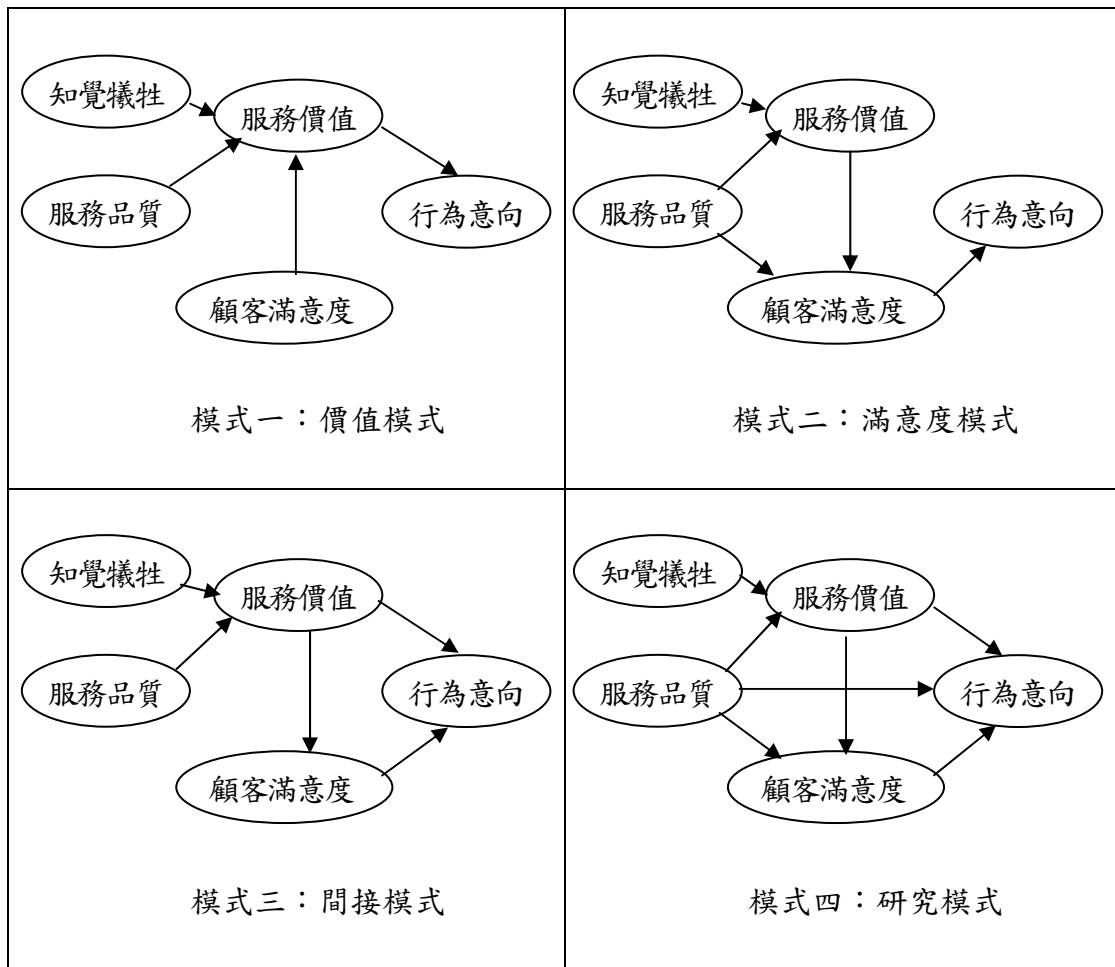 知覺犧牲
服務價值
服務品質
行為意向
顧客滿意度
模式一：價值模式
知覺犧牲
服務價值
服務品質
行為意向
顧客滿意度
模式二：滿意度模式
知覺犧牲
服務價值
服務品質
行為意向
顧客滿意度
模式三：間接模式
知覺犧牲
服務價值
服務品質
行為意向
顧客滿意度
模式四：研究模式